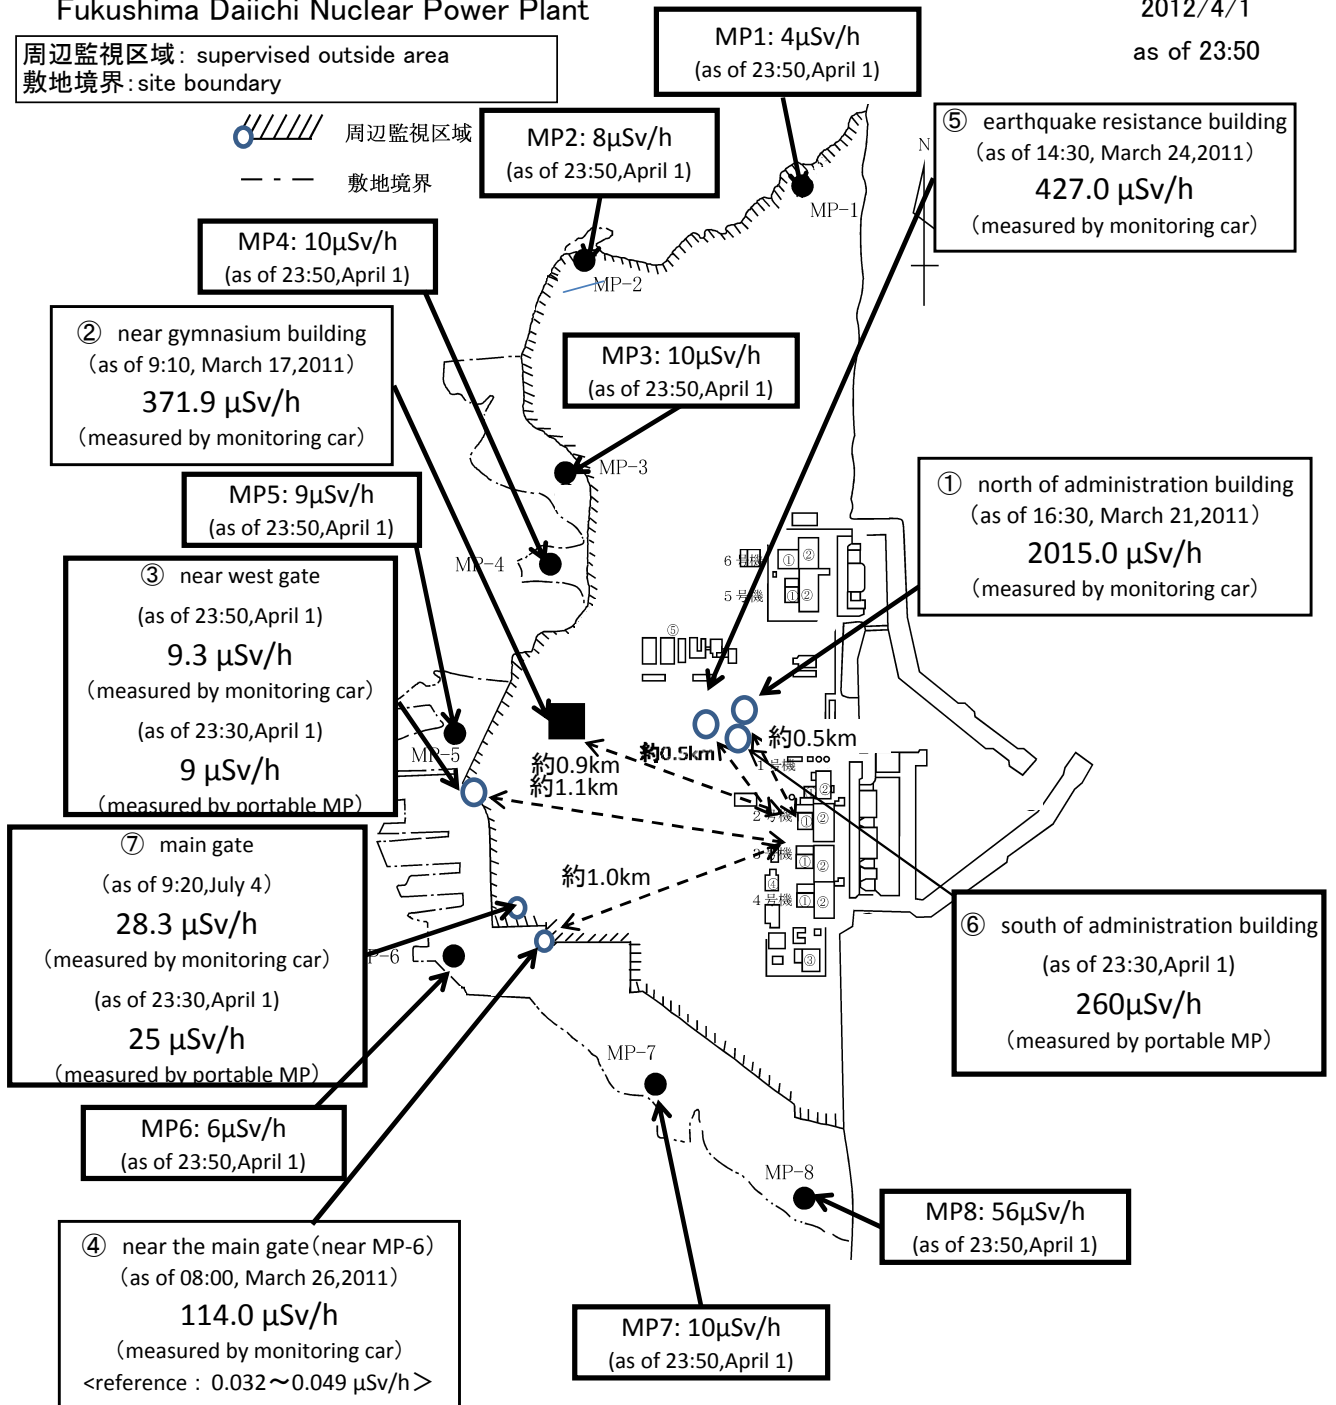 Fukushima Daiichi Nuclear Power Plant
2012/4/1
as of 23:50
周辺監視区域: supervised outside area
敷地境界:site boundary
周辺監視区域
敷地境界
MP1: 4μSv/h
(as of 23:50,April 1)
MP2: 8μSv/h
(as of 23:50,April 1)
⑤ earthquake resistance building
(as of 14:30, March 24,2011)
427.0 μSv/h
(measured by monitoring car)
N
MP-1
MP4: 10μSv/h
(as of 23:50,April 1)
MP-2
② near gymnasium building
(as of 9:10, March 17,2011)
371.9 μSv/h
(measured by monitoring car)
MP3: 10μSv/h
(as of 23:50,April 1)
MP-3
MP5: 9μSv/h
(as of 23:50,April 1)
① north of administration building
(as of 16:30, March 21,2011)
2015.0 μSv/h
(measured by monitoring car)
MP-4
6号機
① ②
5号機
① ②
⑤
③ near west gate
(as of 23:50,April 1)
9.3 μSv/h
(measured by monitoring car)
(as of 23:30,April 1)
9 μSv/h
(measured by portable MP)
MP-5
約0.9km
約1.1km
約0.5km
約0.5km
1号機
②
2号機
① ②
3号機
① ②
④
4号機
① ②
③
約1.0km
⑦ main gate
(as of 9:20,July 4)
28.3 μSv/h
(measured by monitoring car)
(as of 23:30,April 1)
25 μSv/h
(measured by portable MP)
P-6
⑥ south of administration building
(as of 23:30,April 1)
260μSv/h
(measured by portable MP)
MP-7
MP6: 6μSv/h
(as of 23:50,April 1)
MP-8
MP8: 56μSv/h
(as of 23:50,April 1)
④ near the main gate(near MP-6)
(as of 08:00, March 26,2011)
114.0 μSv/h
(measured by monitoring car)
<reference : 0.032〜0.049 μSv/h>
MP7: 10μSv/h
(as of 23:50,April 1)